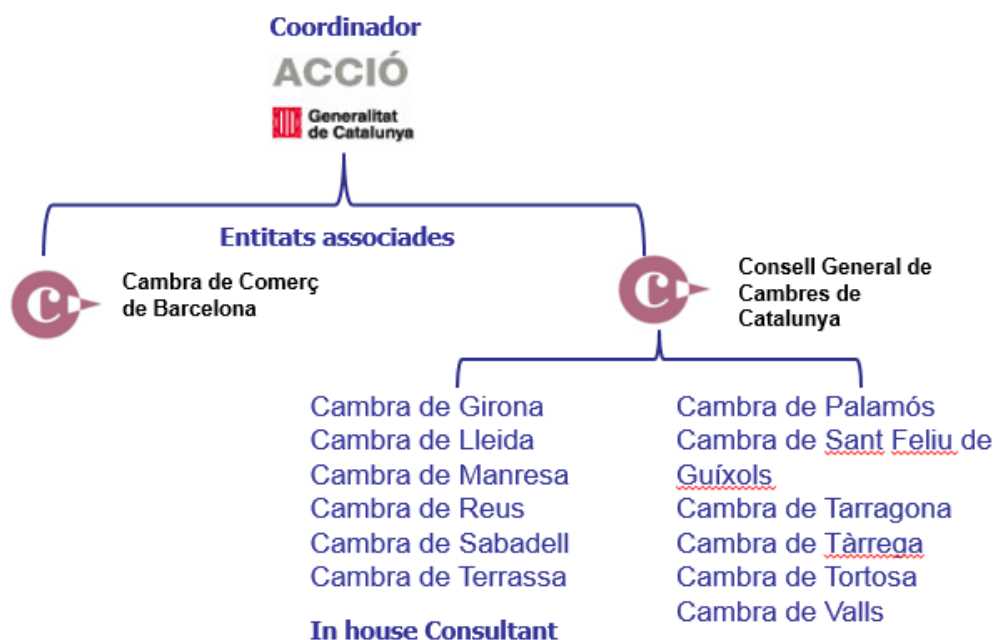 Coordinador
ACCIÓ
Generalitat
de Catalunya
Entitats associades
Cambra de Comerç
de Barcelona
Consell General de
Cambres de
Catalunya
Cambra de Girona
Cambra de Lleida
Cambra de Manresa
Cambra de Reus
Cambra de Sabadell
Cambra de Terrassa
In house Consultant
Cambra de Palamós
Cambra de Sant Feliu de
Guíxols
Cambra de Tarragona
Cambra de Tàrrega
Cambra de Tortosa
Cambra de Valls